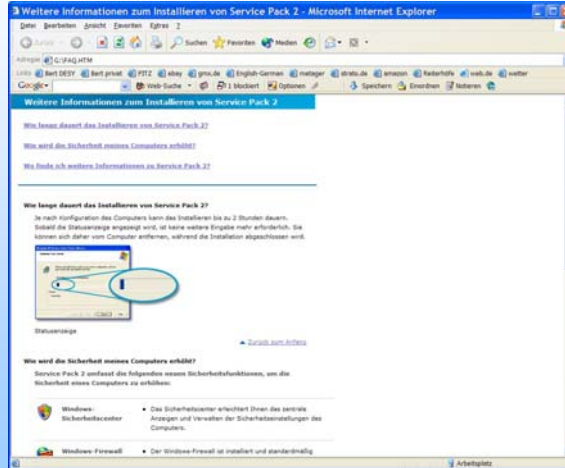 Weitere Informationen zum Installieren von Service Pack 2 - Microsoft Internet Explorer
Datei Bearbeiten Ansicht Favoriten Extras ?
Zurück Suchen Favoriten Medien
Adresse G:\FAQ.HTM
Links Bert DESY Bert privat FITZ ebay gmx.de English-German metager strato.de amazon Reiterhöfe web.de wetter
Google Web-Suche 1 blockiert Optionen Speichern Einordnen Notieren
Weitere Informationen zum Installieren von Service Pack 2
Wie lange dauert das Installieren von Service Pack 2?
Wie wird die Sicherheit meines Computers erhöht?
Wo finde ich weitere Informationen zu Service Pack 2?
Wie lange dauert das Installieren von Service Pack 2?
Je nach Konfiguration des Computers kann das Installieren bis zu 2 Stunden dauern.
Sobald die Statusanzeige angezeigt wird, ist keine weitere Eingabe mehr erforderlich. Sie
können sich daher vom Computer entfernen, während die Installation abgeschlossen wird.
Statusanzeige
Zurück zum Anfang
Wie wird die Sicherheit meines Computers erhöht?
Service Pack 2 umfasst die folgenden neuen Sicherheitsfunktionen, um die
Sicherheit eines Computers zu erhöhen:
Windows-Sicherheitscenter
• Das Sicherheitscenter erleichtert Ihnen das zentrale
Anzeigen und Verwalten der Sicherheitseinstellungen des
Computers.
Windows-Firewall
• Der Windows-Firewall ist installiert und standardmäßig
Arbeitsplatz